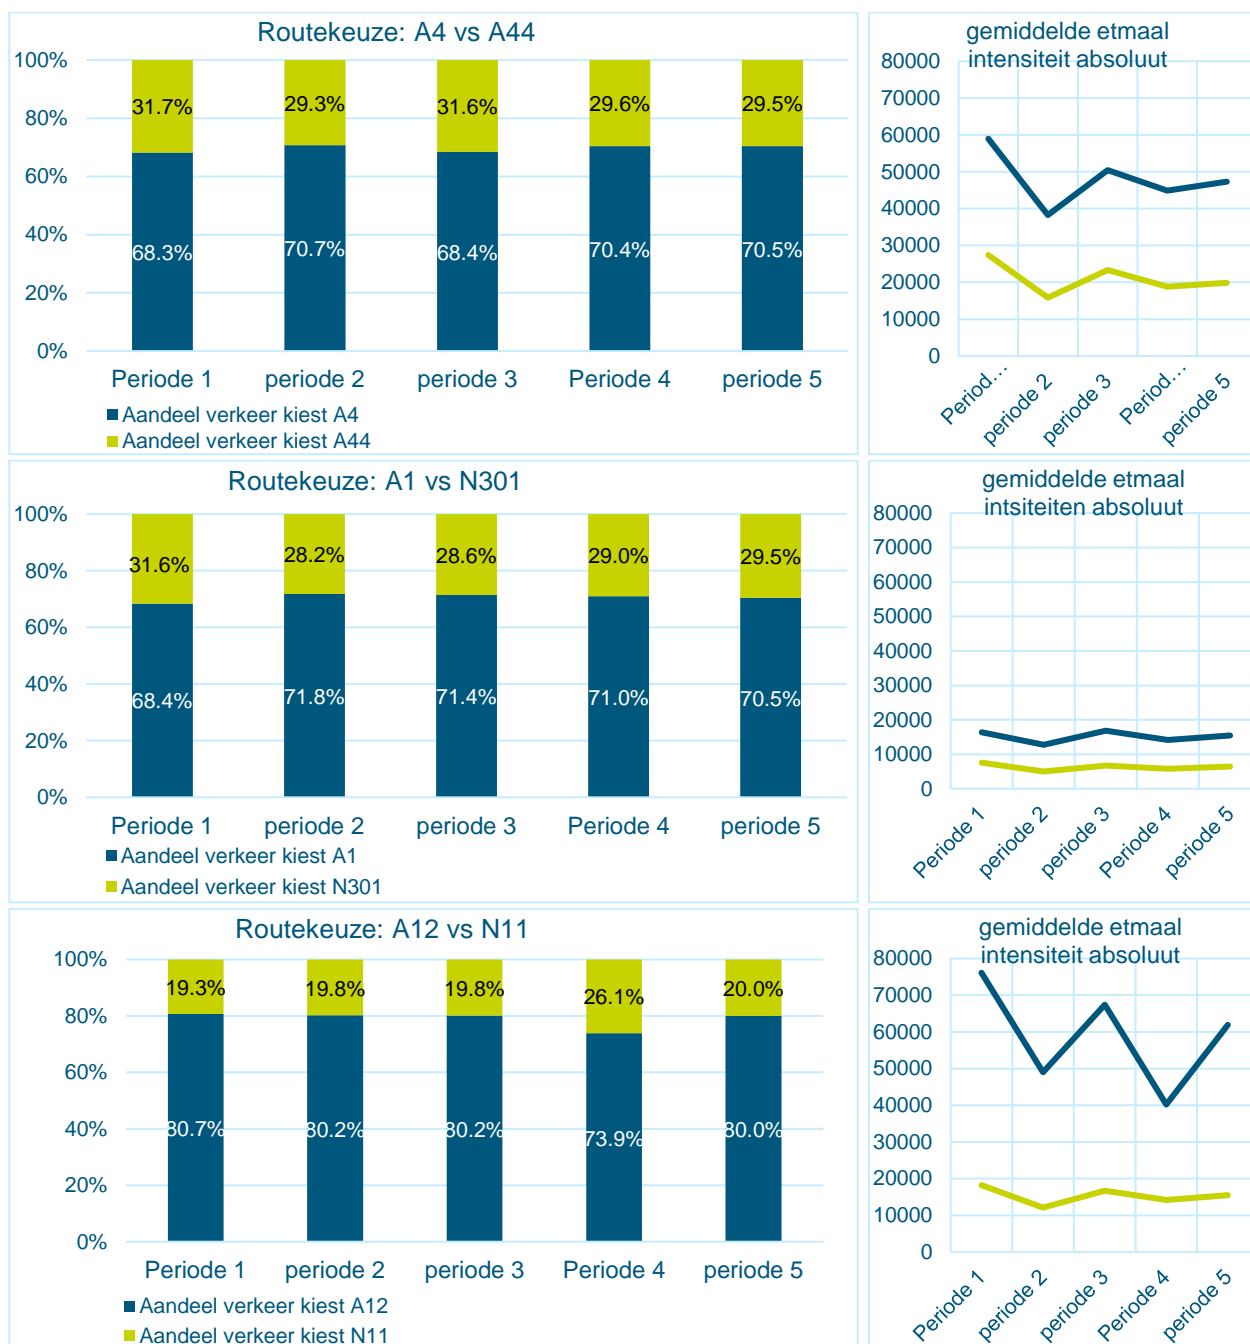 Routekeuze: A4 vs A44
100%
80%
60%
40%
20%
0%
31.7% 29.3% 31.6% 29.6% 29.5%
68.3% 70.7% 68.4% 70.4% 70.5%
Periode 1 periode 2 periode 3 Periode 4 periode 5
Aandeel verkeer kiest A4
Aandeel verkeer kiest A44
gemiddelde etmaal
intensiteit absoluut
80000
70000
60000
50000
40000
30000
20000
10000
0
Period... periode 2 periode 3 Period... periode 5
Routekeuze: A1 vs N301
100%
80%
60%
40%
20%
0%
31.6% 28.2% 28.6% 29.0% 29.5%
68.4% 71.8% 71.4% 71.0% 70.5%
Periode 1 periode 2 periode 3 Periode 4 periode 5
Aandeel verkeer kiest A1
Aandeel verkeer kiest N301
gemiddelde etmaal
intsiteiten absoluut
80000
70000
60000
50000
40000
30000
20000
10000
0
Periode 1 periode 2 periode 3 Periode 4 periode 5
Routekeuze: A12 vs N11
100%
80%
60%
40%
20%
0%
19.3% 19.8% 19.8% 26.1% 20.0%
80.7% 80.2% 80.2% 73.9% 80.0%
Periode 1 periode 2 periode 3 Periode 4 periode 5
Aandeel verkeer kiest A12
Aandeel verkeer kiest N11
gemiddelde etmaal
intensiteit absoluut
80000
70000
60000
50000
40000
30000
20000
10000
0
Periode 1 periode 2 periode 3 Periode 4 periode 5